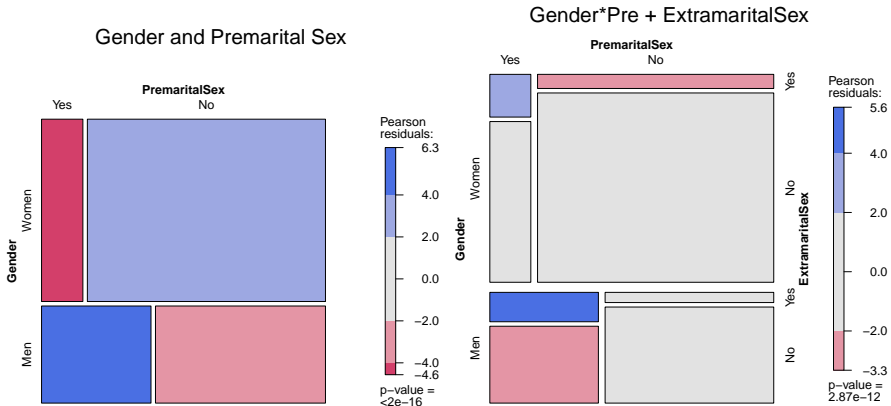 Gender and Premarital Sex
PremaritalSex
Yes No
Gender
Women
Men
Pearson
residuals:
6.3
4.0
2.0
0.0
−2.0
−4.0
−4.6
p−value =
<2e−16
Gender*Pre + ExtramaritalSex
PremaritalSex
Yes No
Gender
Women
Men
Yes
No
Yes
No
ExtramaritalSex
Pearson
residuals:
5.6
4.0
2.0
0.0
−2.0
−3.3
p−value =
2.87e−12